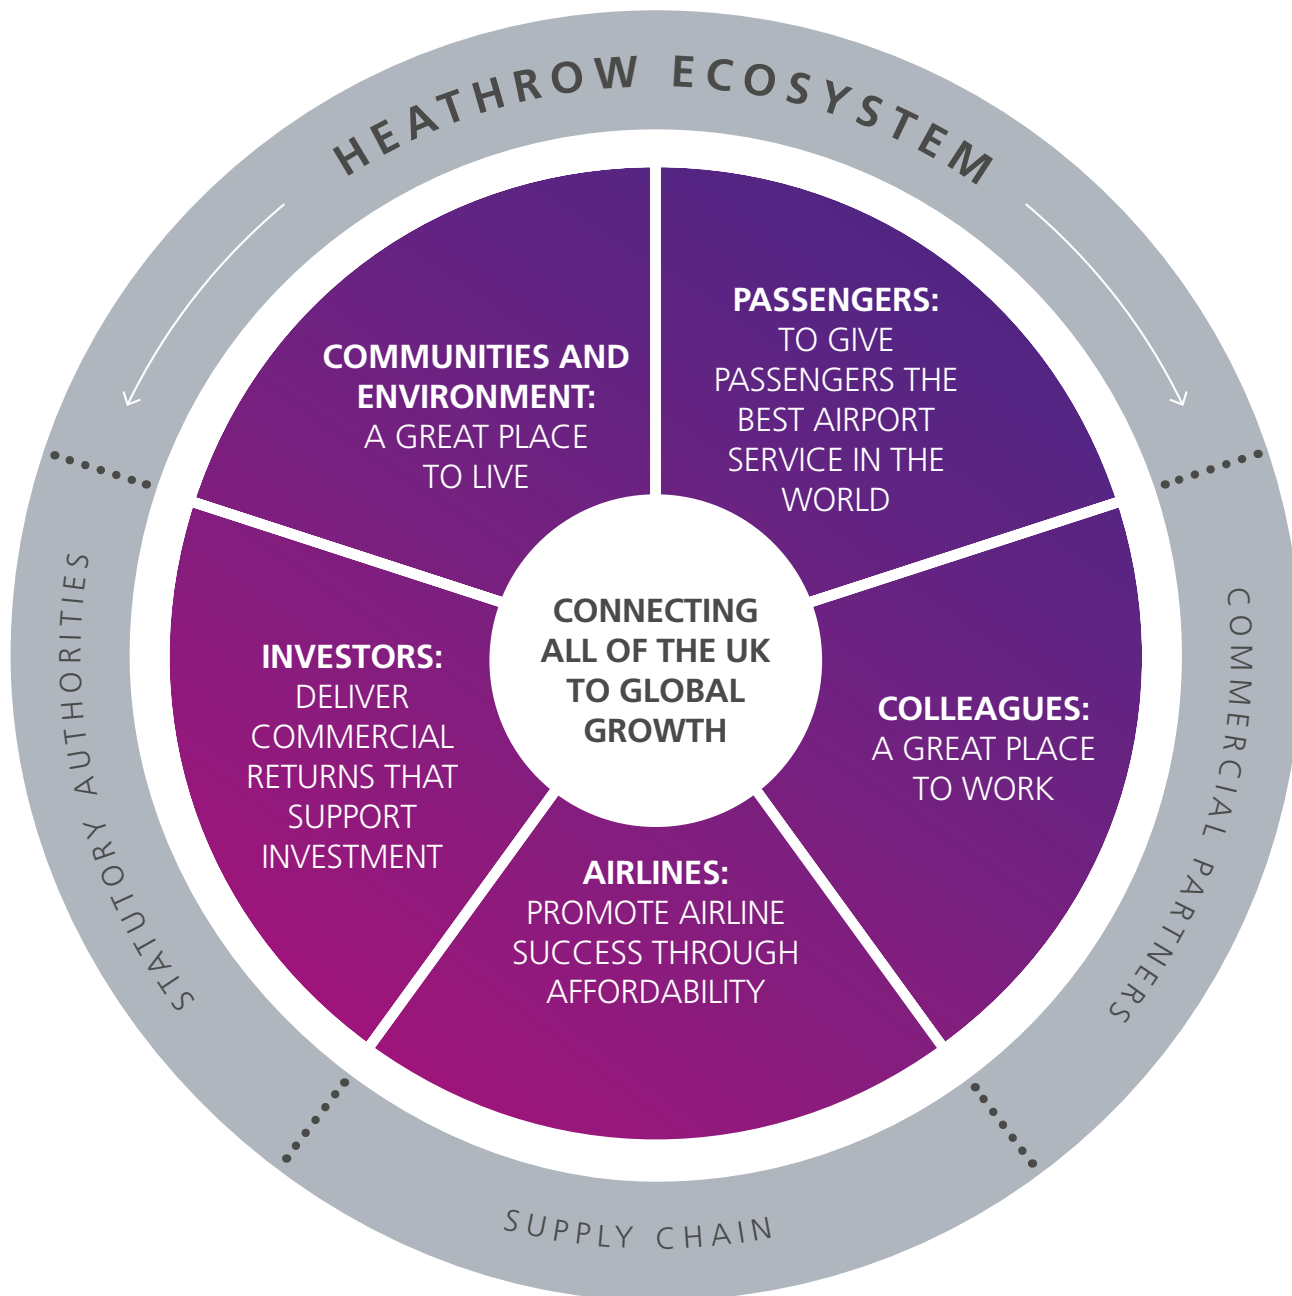 HEATHROW ECOSYSTEM
PASSENGERS:
TO GIVE
PASSENGERS THE
BEST AIRPORT
SERVICE IN THE
WORLD
COMMUNITIES AND
ENVIRONMENT:
A GREAT PLACE
TO LIVE
CONNECTING
ALL OF THE UK
TO GLOBAL
GROWTH
INVESTORS:
DELIVER
COMMERCIAL
RETURNS THAT
SUPPORT
INVESTMENT
COLLEAGUES:
A GREAT PLACE
TO WORK
AIRLINES:
PROMOTE AIRLINE
SUCCESS THROUGH
AFFORDABILITY
STATUTORY AUTHORITIES
COMMERCIAL PARTNERS
SUPPLY CHAIN